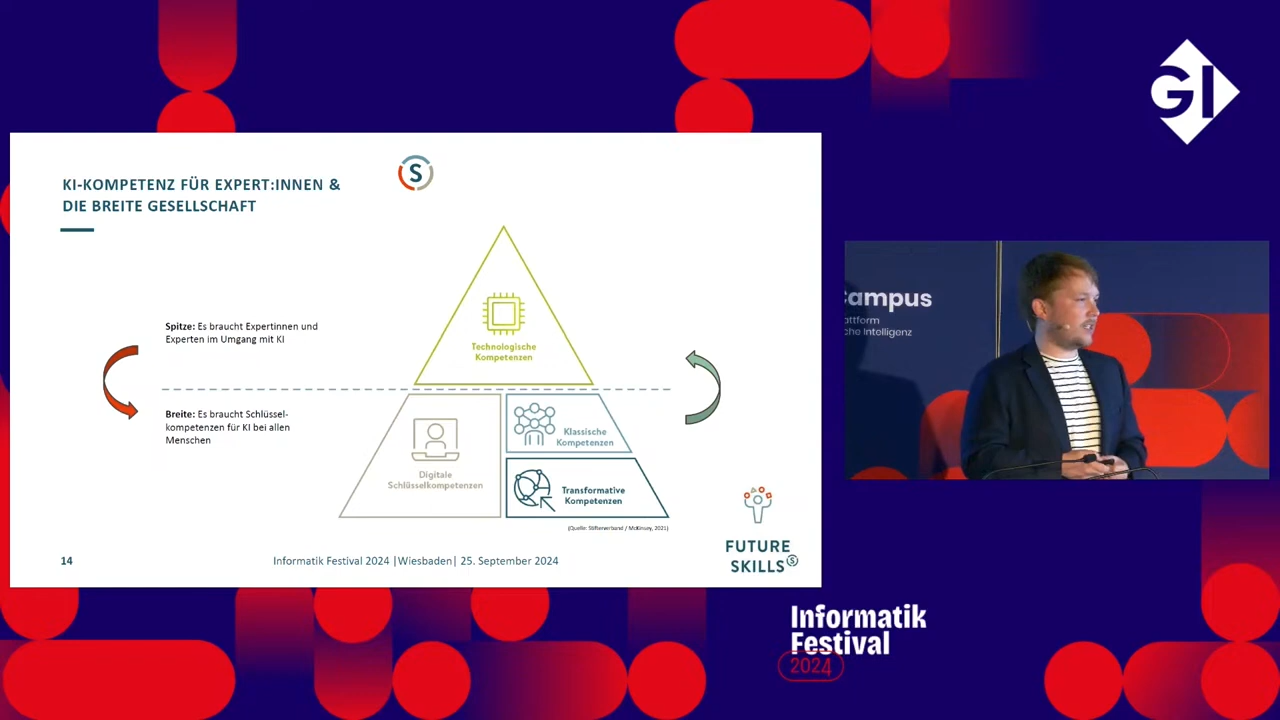 GI
S
KI-KOMPETENZ FÜR EXPERT:INNEN &
DIE BREITE GESELLSCHAFT
Spitze: Es braucht Expertinnen und
Experten im Umgang mit KI
Breite: Es braucht Schlüssel-
kompetenzen für KI bei allen
Menschen
Technologische
Kompetenzen
Digitale
Schlüsselkompetenzen
Klassische
Kompetenzen
Transformative
Kompetenzen
(Quelle: Stifterverband / McKinsey, 2021)
FUTURE
SKILLS S
14
Informatik Festival 2024 |Wiesbaden| 25. September 2024
ampus
attform
che Intelligenz
Informatik
Festival
2024